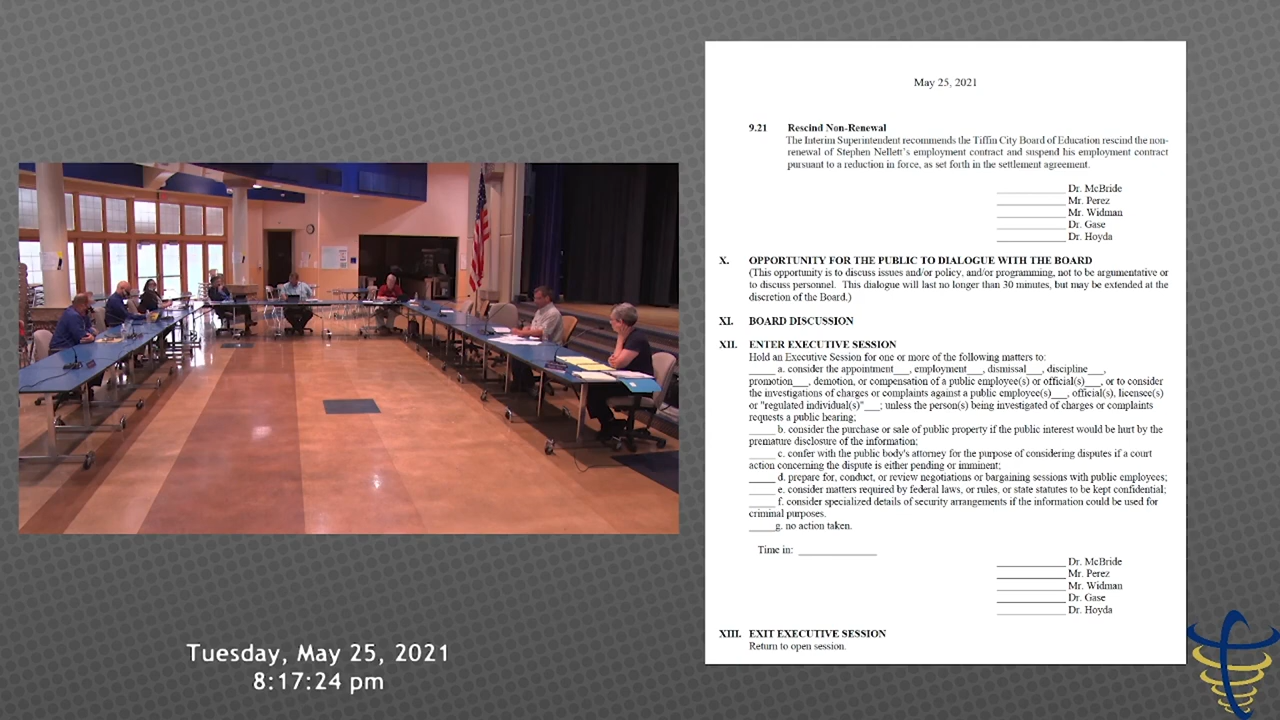 May 25, 2021
9.21 Rescind Non-Renewal
The Interim Superintendent recommends the Tiffin City Board of Education rescind the non-
renewal of Stephen Nellett's employment contract and suspend his employment contract
pursuant to a reduction in force, as set forth in the settlement agreement.
____________ Dr. McBride
____________ Mr. Perez
____________ Mr. Widman
____________ Dr. Gase
____________ Dr. Hoyda
X. OPPORTUNITY FOR THE PUBLIC TO DIALOGUE WITH THE BOARD
(This opportunity is to discuss issues and/or policy, and/or programming, not to be argumentative or
to discuss personnel. This dialogue will last no longer than 30 minutes, but may be extended at the
discretion of the Board.)
XI. BOARD DISCUSSION
XII. ENTER EXECUTIVE SESSION
Hold an Executive Session for one or more of the following matters to:
_____ a. consider the appointment___, employment___, dismissal___, discipline___,
promotion___, demotion, or compensation of a public employee(s) or official(s)___, or to consider
the investigations of charges or complaints against a public employee(s)___, official(s), licensee(s)
or "regulated individual(s)"___; unless the person(s) being investigated of charges or complaints
requests a public hearing;
_____ b. consider the purchase or sale of public property if the public interest would be hurt by the
premature disclosure of the information;
_____ c. confer with the public body's attorney for the purpose of considering disputes if a court
action concerning the dispute is either pending or imminent;
_____ d. prepare for, conduct, or review negotiations or bargaining sessions with public employees;
_____ e. consider matters required by federal laws, or rules, or state statutes to be kept confidential;
_____ f. consider specialized details of security arrangements if the information could be used for
criminal purposes.
_____g. no action taken.
Time in: ______________
____________ Dr. McBride
____________ Mr. Perez
____________ Mr. Widman
____________ Dr. Gase
____________ Dr. Hoyda
XIII. EXIT EXECUTIVE SESSION
Return to open session.
Tuesday, May 25, 2021
8:17:24 pm